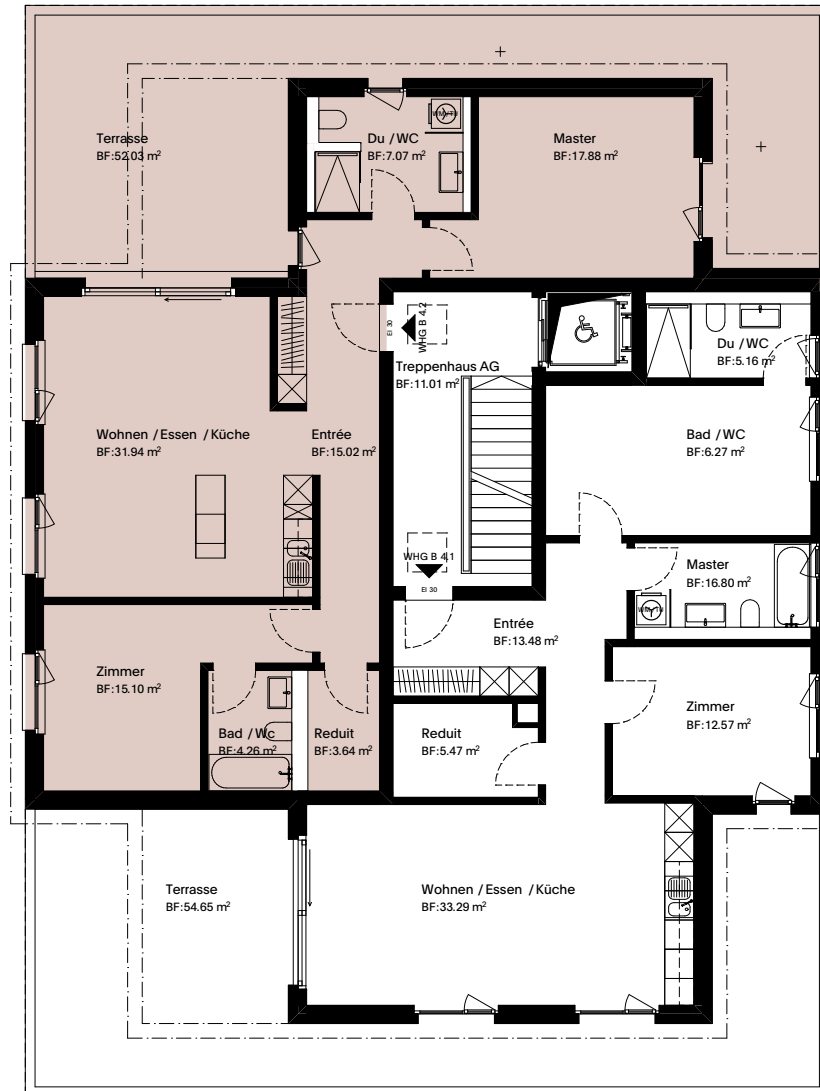 Terrasse
BF:52.03 m²
Du / WC
BF:7.07 m²
WM/TU
Master
BF:17.88 m²
EI 30
WHG B 4.2
Treppenhaus AG
BF:11.01 m²
Du / WC
BF:5.16 m²
Wohnen / Essen / Küche
BF:31.94 m²
Entrée
BF:15.02 m²
Bad / WC
BF:6.27 m²
WHG B 4.1
EI 30
Master
BF:16.80 m²
WM/TU
Entrée
BF:13.48 m²
Zimmer
BF:15.10 m²
Bad / Wc
BF:4.26 m²
Reduit
BF:3.64 m²
Reduit
BF:5.47 m²
Zimmer
BF:12.57 m²
Terrasse
BF:54.65 m²
Wohnen / Essen / Küche
BF:33.29 m²